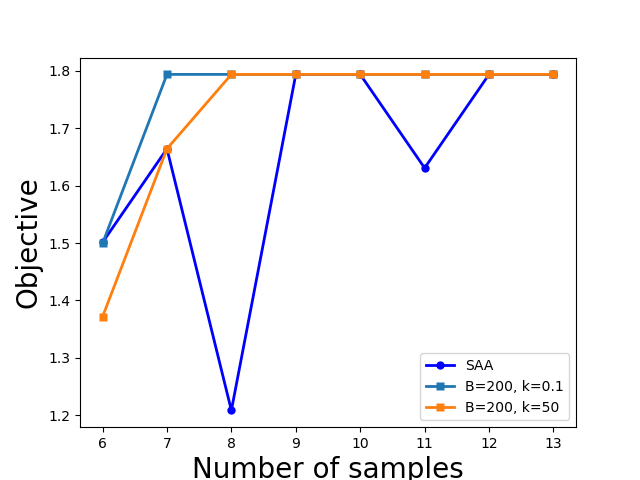 1.8
1.7
1.6
1.5
1.4
1.3
1.2
Objective
SAA
B=200, k=0.1
B=200, k=50
6 7 8 9 10 11 12 13
Number of samples